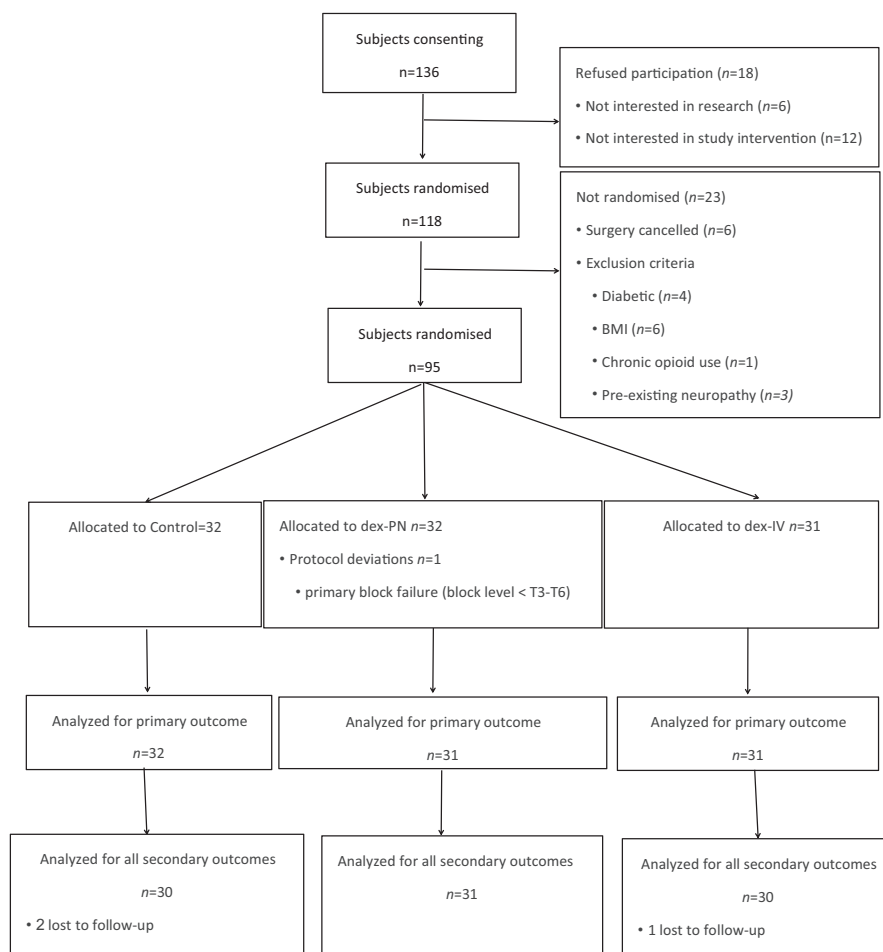 Subjects consenting
n=136
Refused participation (n=18)
• Not interested in research (n=6)
• Not interested in study intervention (n=12)
Subjects randomised
n=118
Not randomised (n=23)
• Surgery cancelled (n=6)
• Exclusion criteria
• Diabetic (n=4)
• BMI (n=6)
• Chronic opioid use (n=1)
• Pre-existing neuropathy (n=3)
Subjects randomised
n=95
Allocated to Control=32
Allocated to dex-PN n=32
• Protocol deviations n=1
• primary block failure (block level < T3-T6)
Allocated to dex-IV n=31
Analyzed for primary outcome
n=32
Analyzed for primary outcome
n=31
Analyzed for primary outcome
n=31
Analyzed for all secondary outcomes
n=30
• 2 lost to follow-up
Analyzed for all secondary outcomes
n=31
Analyzed for all secondary outcomes
n=30
• 1 lost to follow-up